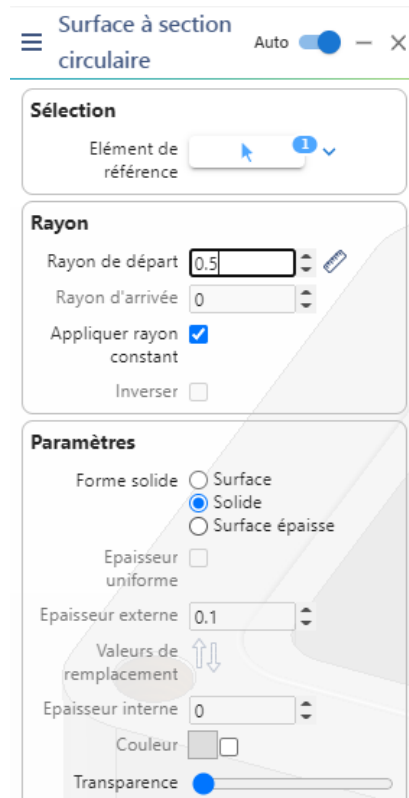 Surface à section
circulaire
Auto
Sélection
Elément de
référence
1
Rayon
Rayon de départ 0.5
Rayon d'arrivée 0
Appliquer rayon
constant
Inverser
Paramètres
Forme solide Surface
Solide
Surface épaisse
Epaisseur
uniforme
Epaisseur externe 0.1
Valeurs de
remplacement
Epaisseur interne 0
Couleur
Transparence